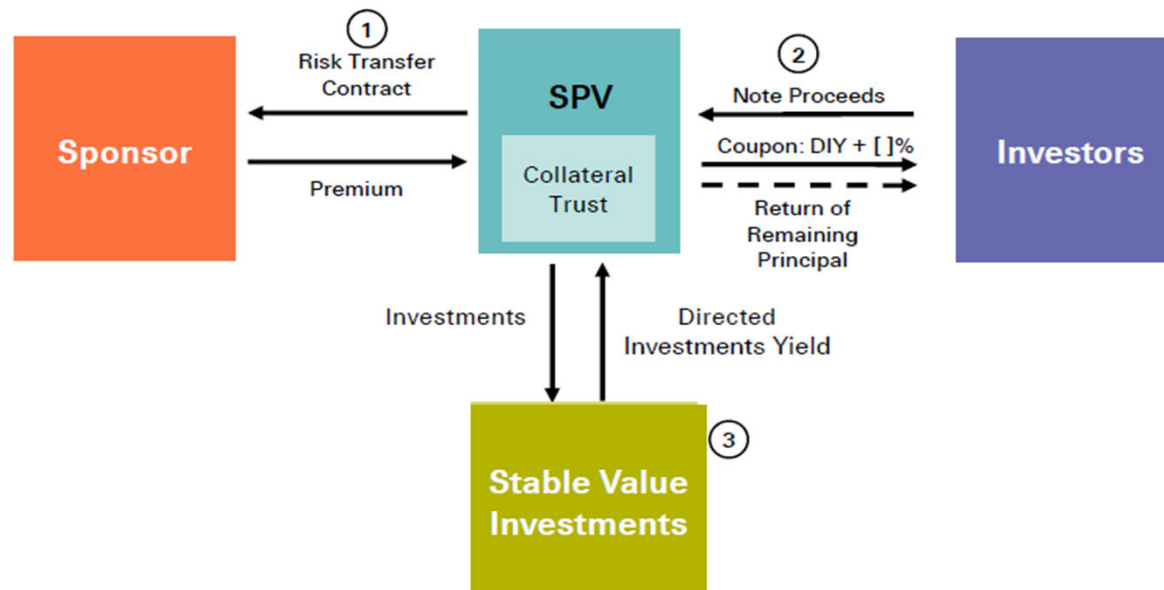 1
Risk Transfer
Contract
Sponsor
Premium
SPV
Collateral
Trust
2
Note Proceeds
Coupon: DIY + [ ]%
Return of
Remaining
Principal
Investors
Investments
Directed
Investments Yield
3
Stable Value
Investments